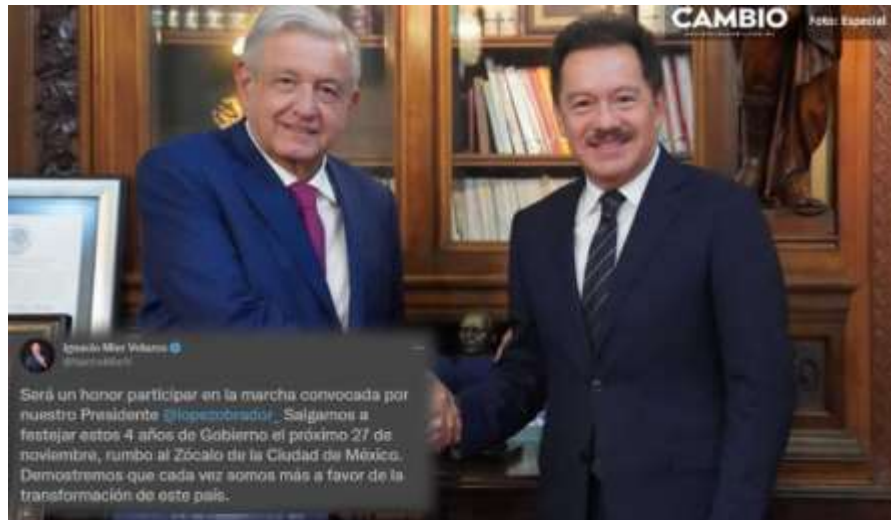 CAMBIO
Foto: Especial
Ignacio Mier Velazco
Será un honor participar en la marcha convocada por
nuestro Presidente @lopezobrador_ Salgamos a
festejar estos 4 años de Gobierno el próximo 27 de
noviembre, rumbo al Zócalo de la Ciudad de México.
Demostremos que cada vez somos más a favor de la
transformación de este país.